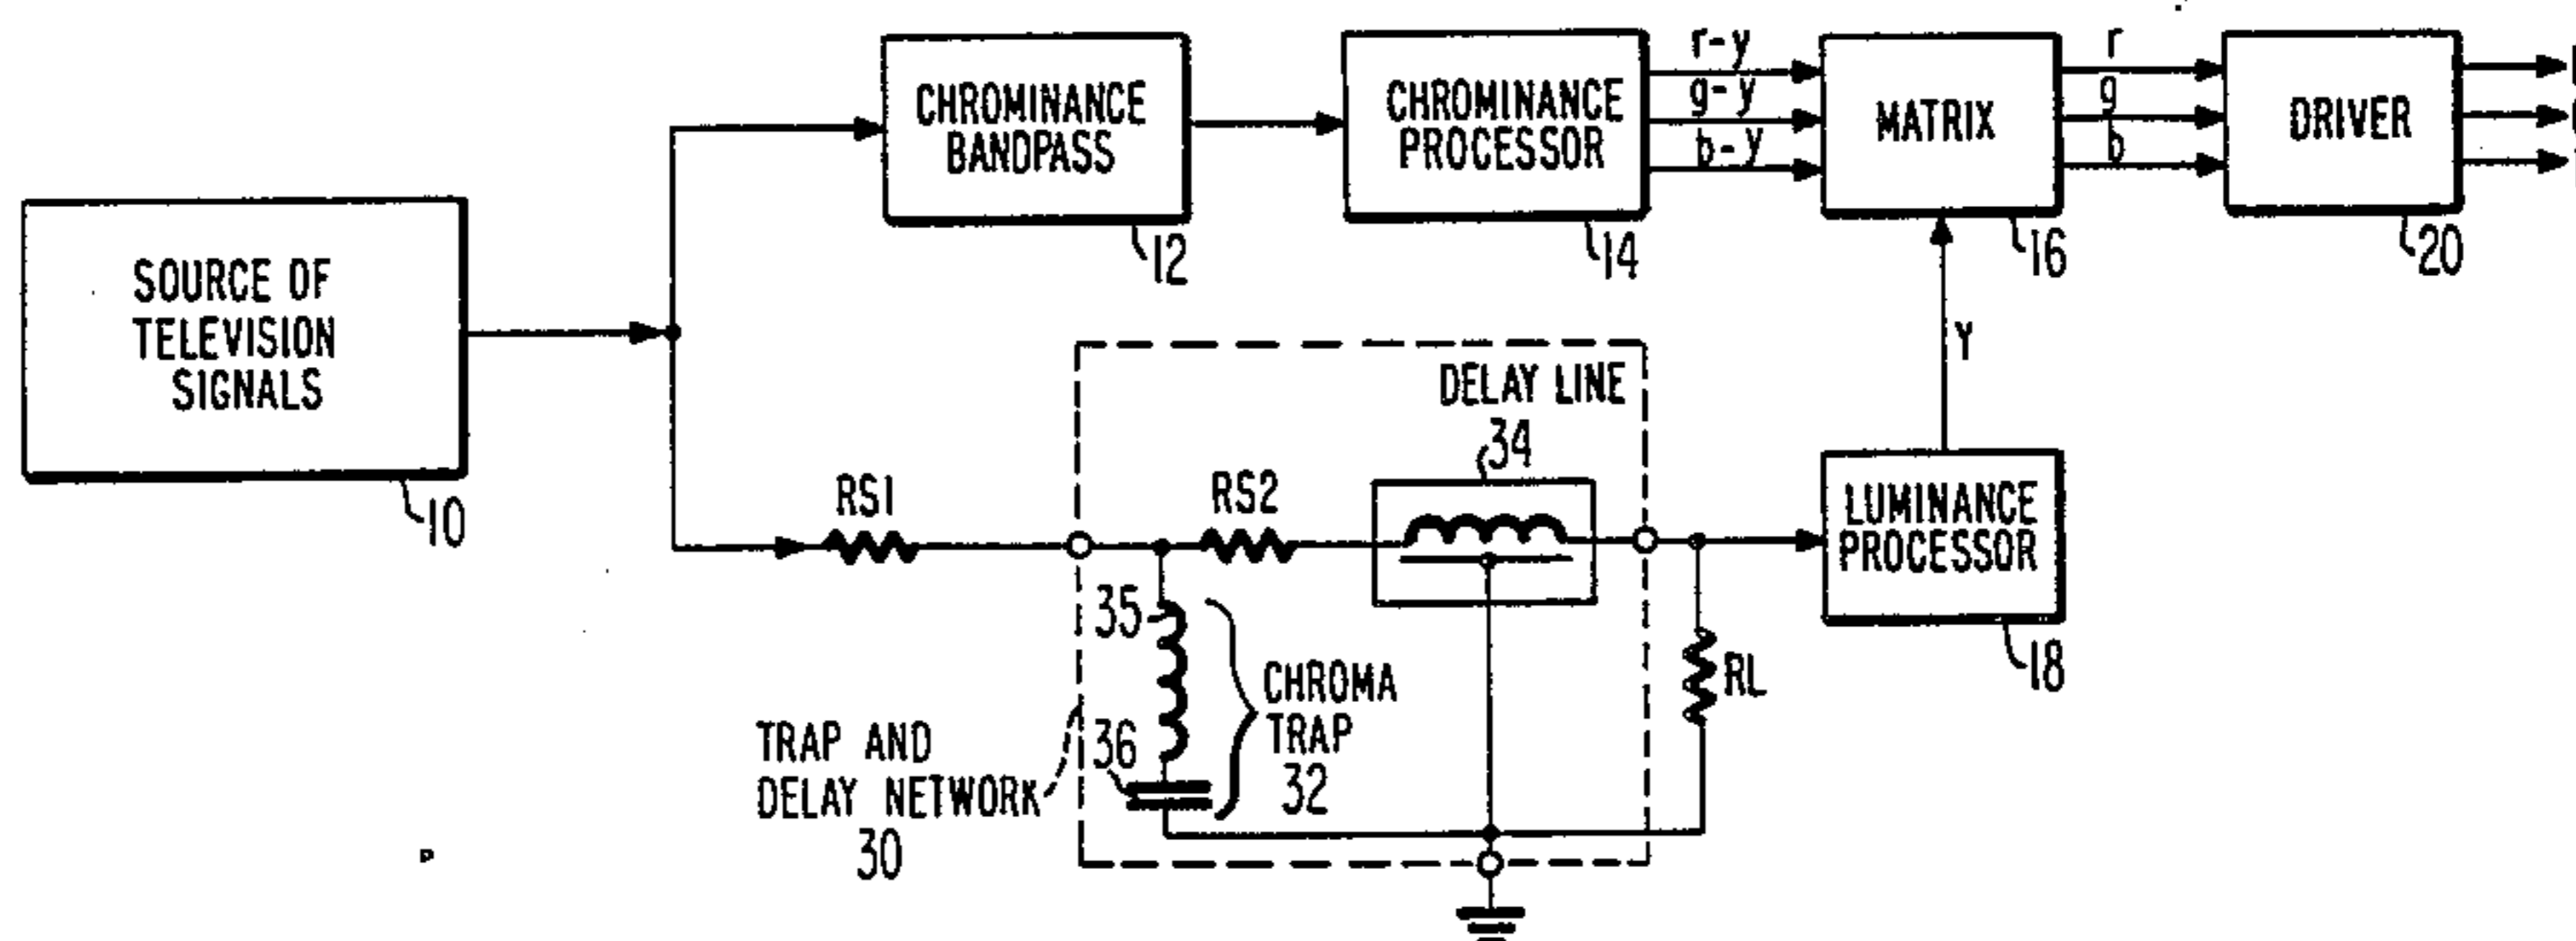 SOURCE OF
TELEVISION
SIGNALS
10
CHROMINANCE
BANDPASS
12
CHROMINANCE
PROCESSOR
14
r-y
g-y
b-y
MATRIX
16
r
g
b
DRIVER
20
Y
RS1
DELAY LINE
34
RS2
LUMINANCE
PROCESSOR
18
35
36
CHROMA
TRAP
32
RL
TRAP AND
DELAY NETWORK
30